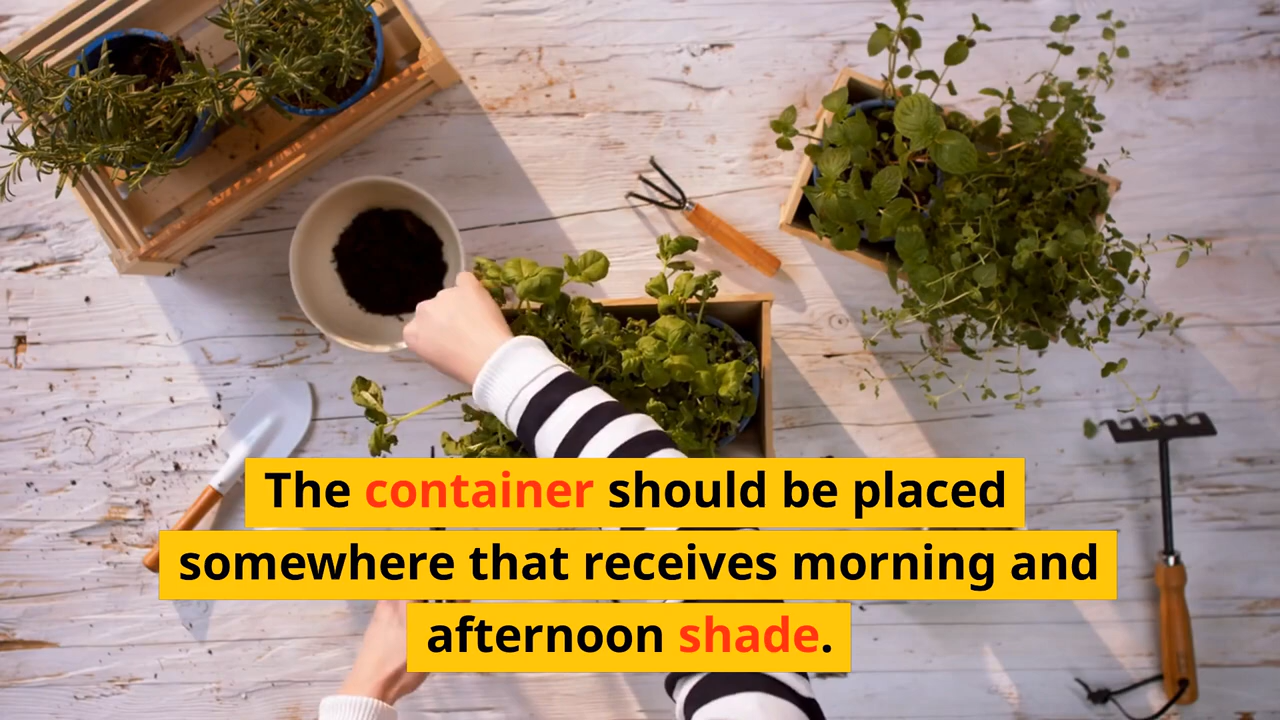 The container should be placed
somewhere that receives morning and
afternoon shade.